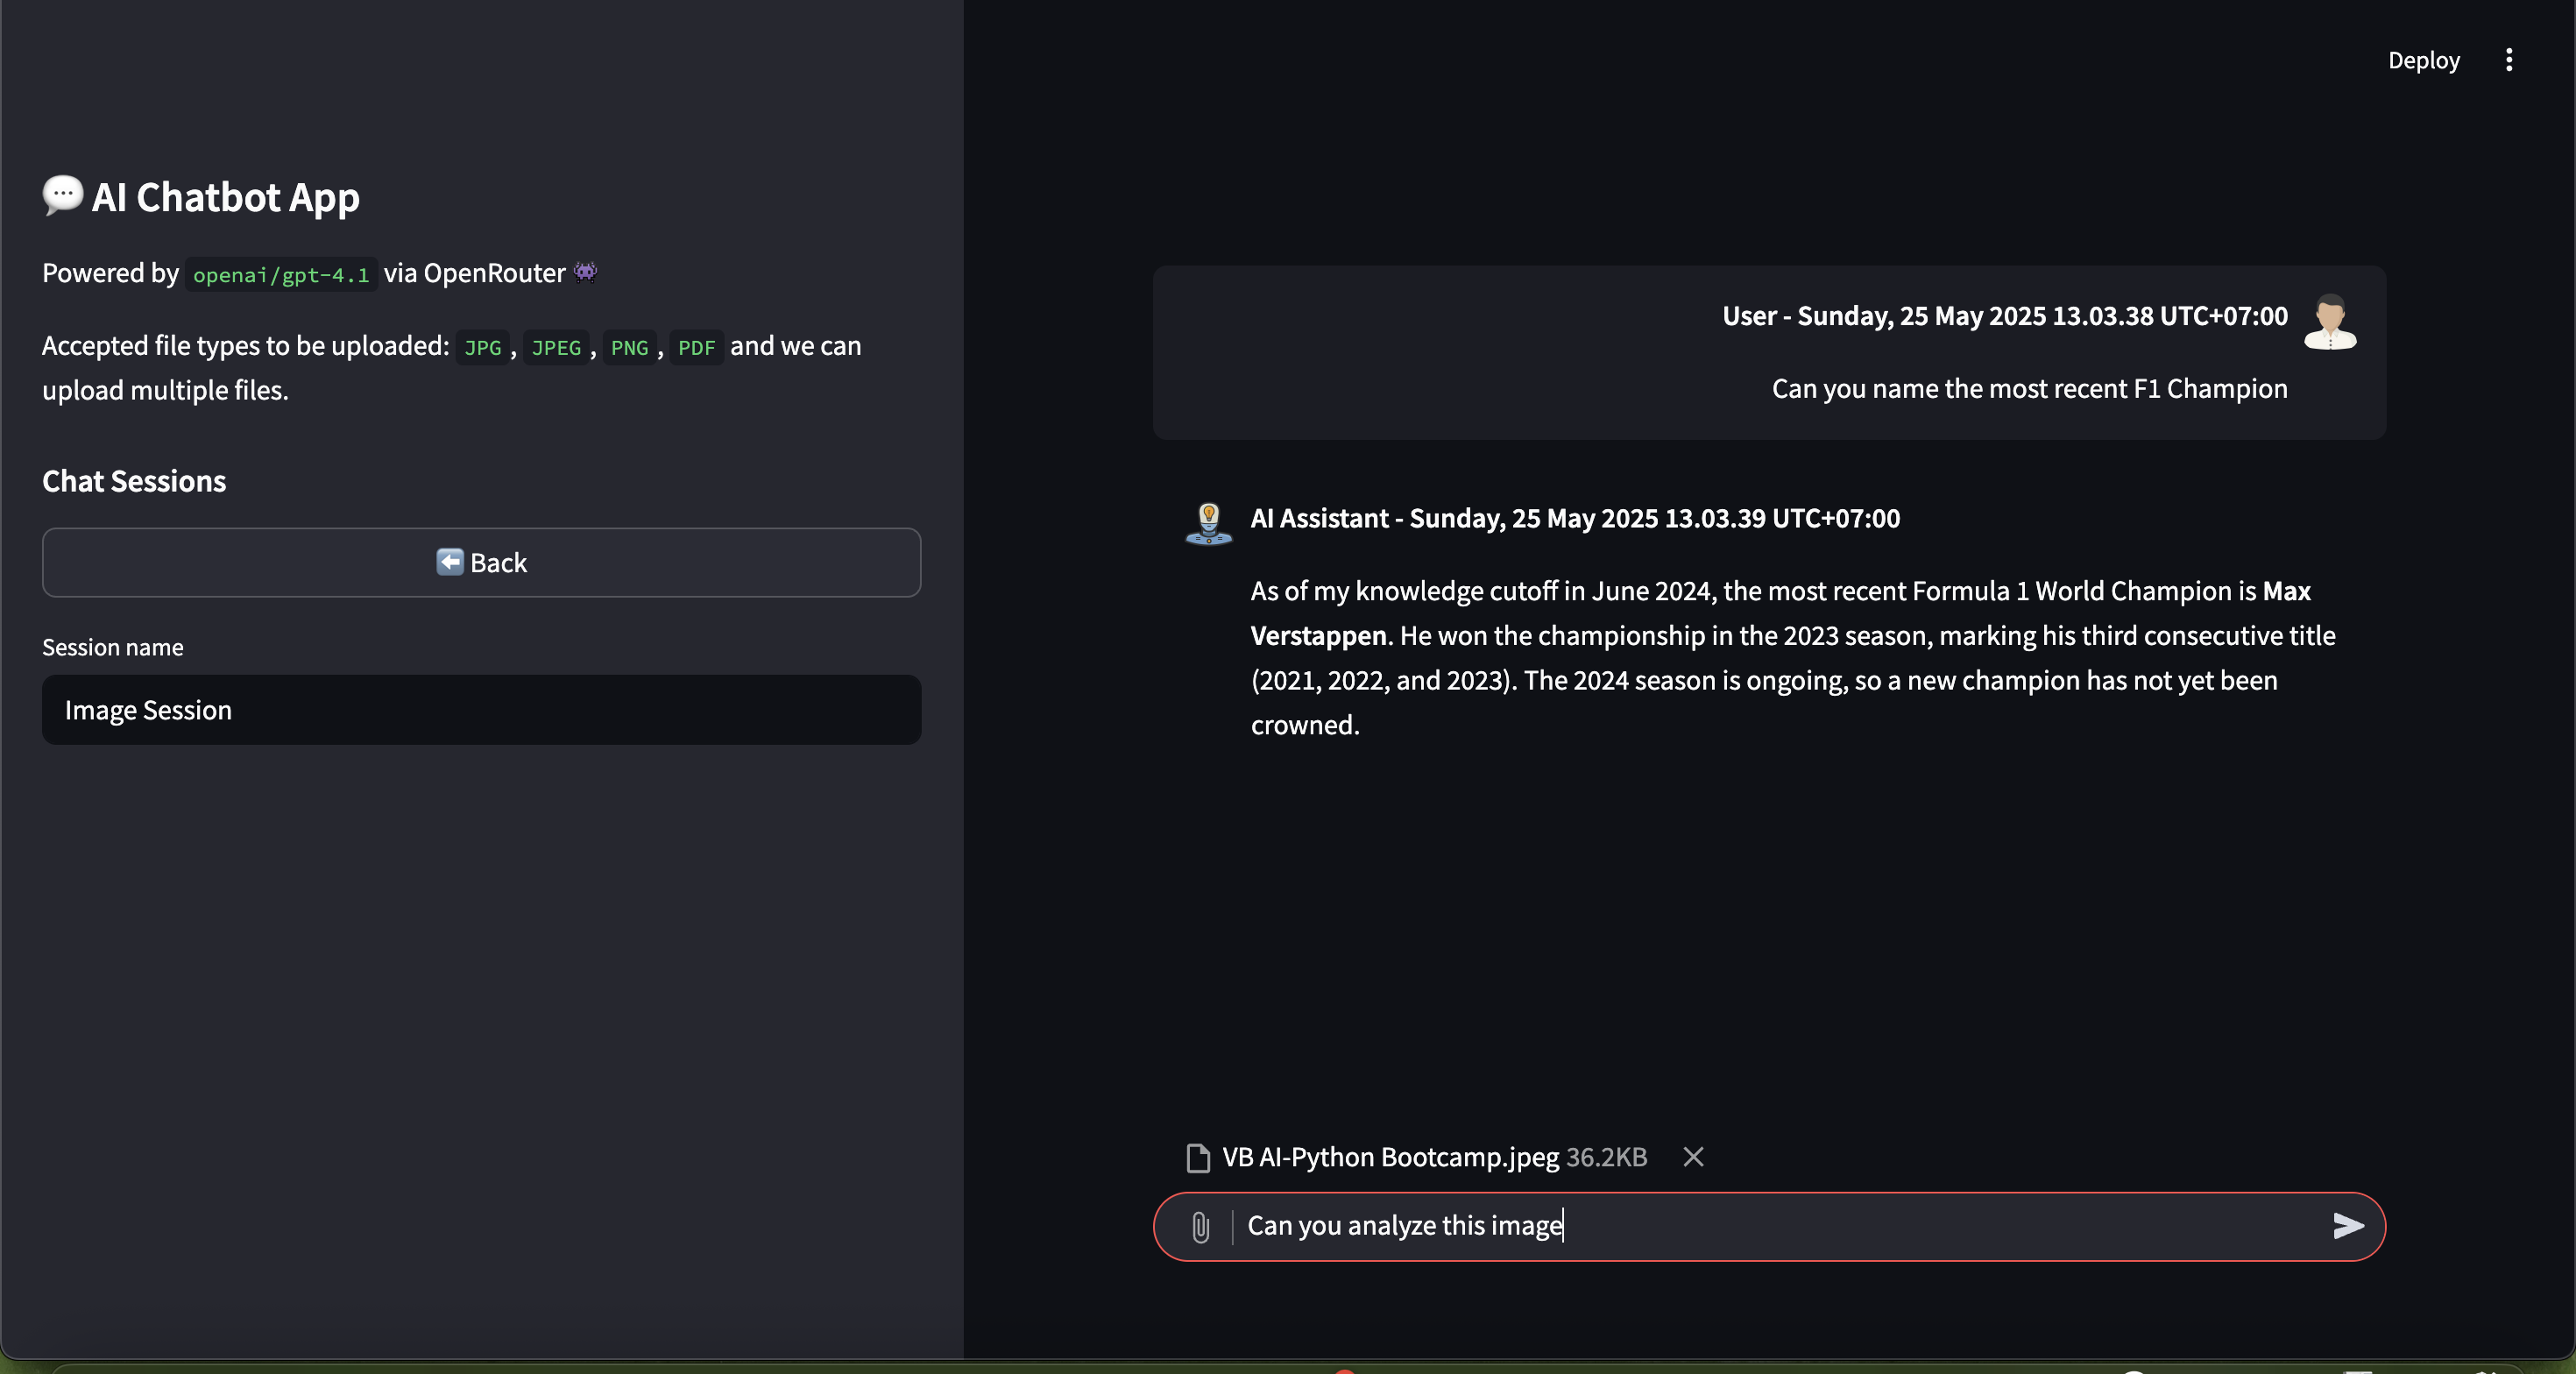 Deploy
AI Chatbot App
Powered by openai/gpt-4.1 via OpenRouter
Accepted file types to be uploaded: JPG, JPEG, PNG, PDF and we can
upload multiple files.
Chat Sessions
Back
Session name
Image Session
User - Sunday, 25 May 2025 13.03.38 UTC+07:00
Can you name the most recent F1 Champion
AI Assistant - Sunday, 25 May 2025 13.03.39 UTC+07:00
As of my knowledge cutoff in June 2024, the most recent Formula 1 World Champion is Max
Verstappen. He won the championship in the 2023 season, marking his third consecutive title
(2021, 2022, and 2023). The 2024 season is ongoing, so a new champion has not yet been
crowned.
VB AI-Python Bootcamp.jpeg 36.2KB
Can you analyze this image